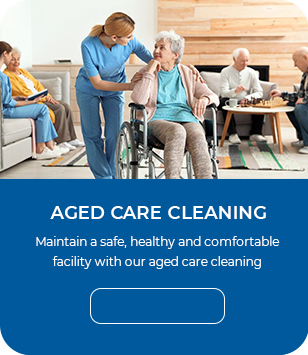 AGED CARE CLEANING
Maintain a safe, healthy and comfortable
facility with our aged care cleaning